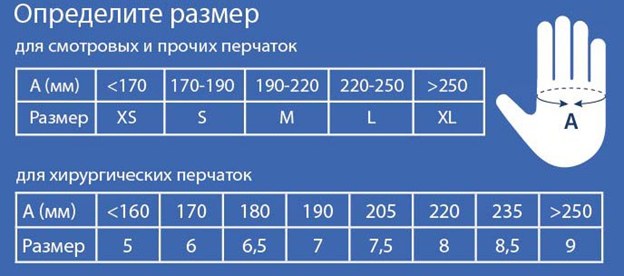 Определите размер
для смотровых и прочих перчаток
А (мм) <170 170-190 190-220 220-250 >250
Размер XS S M L XL
А
для хирургических перчаток
А (мм) <160 170 180 190 205 220 235 >250
Размер 5 6 6,5 7 7,5 8 8,5 9